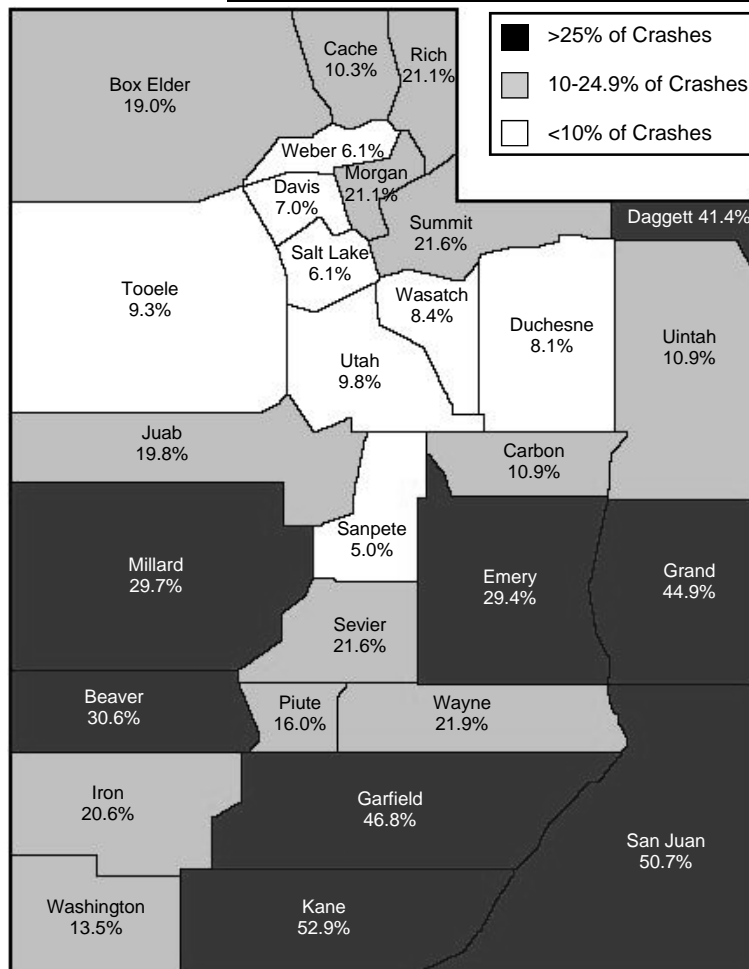 >25% of Crashes
10-24.9% of Crashes
<10% of Crashes
Cache
10.3%
Rich
21.1%
Box Elder
19.0%
Weber 6.1%
Morgan
21.1%
Davis
7.0%
Daggett 41.4%
Summit
21.6%
Salt Lake
6.1%
Tooele
9.3%
Wasatch
8.4%
Duchesne
8.1%
Uintah
10.9%
Utah
9.8%
Juab
19.8%
Carbon
10.9%
Sanpete
5.0%
Millard
29.7%
Emery
29.4%
Grand
44.9%
Sevier
21.6%
Beaver
30.6%
Piute
16.0%
Wayne
21.9%
Iron
20.6%
Garfield
46.8%
San Juan
50.7%
Washington
13.5%
Kane
52.9%